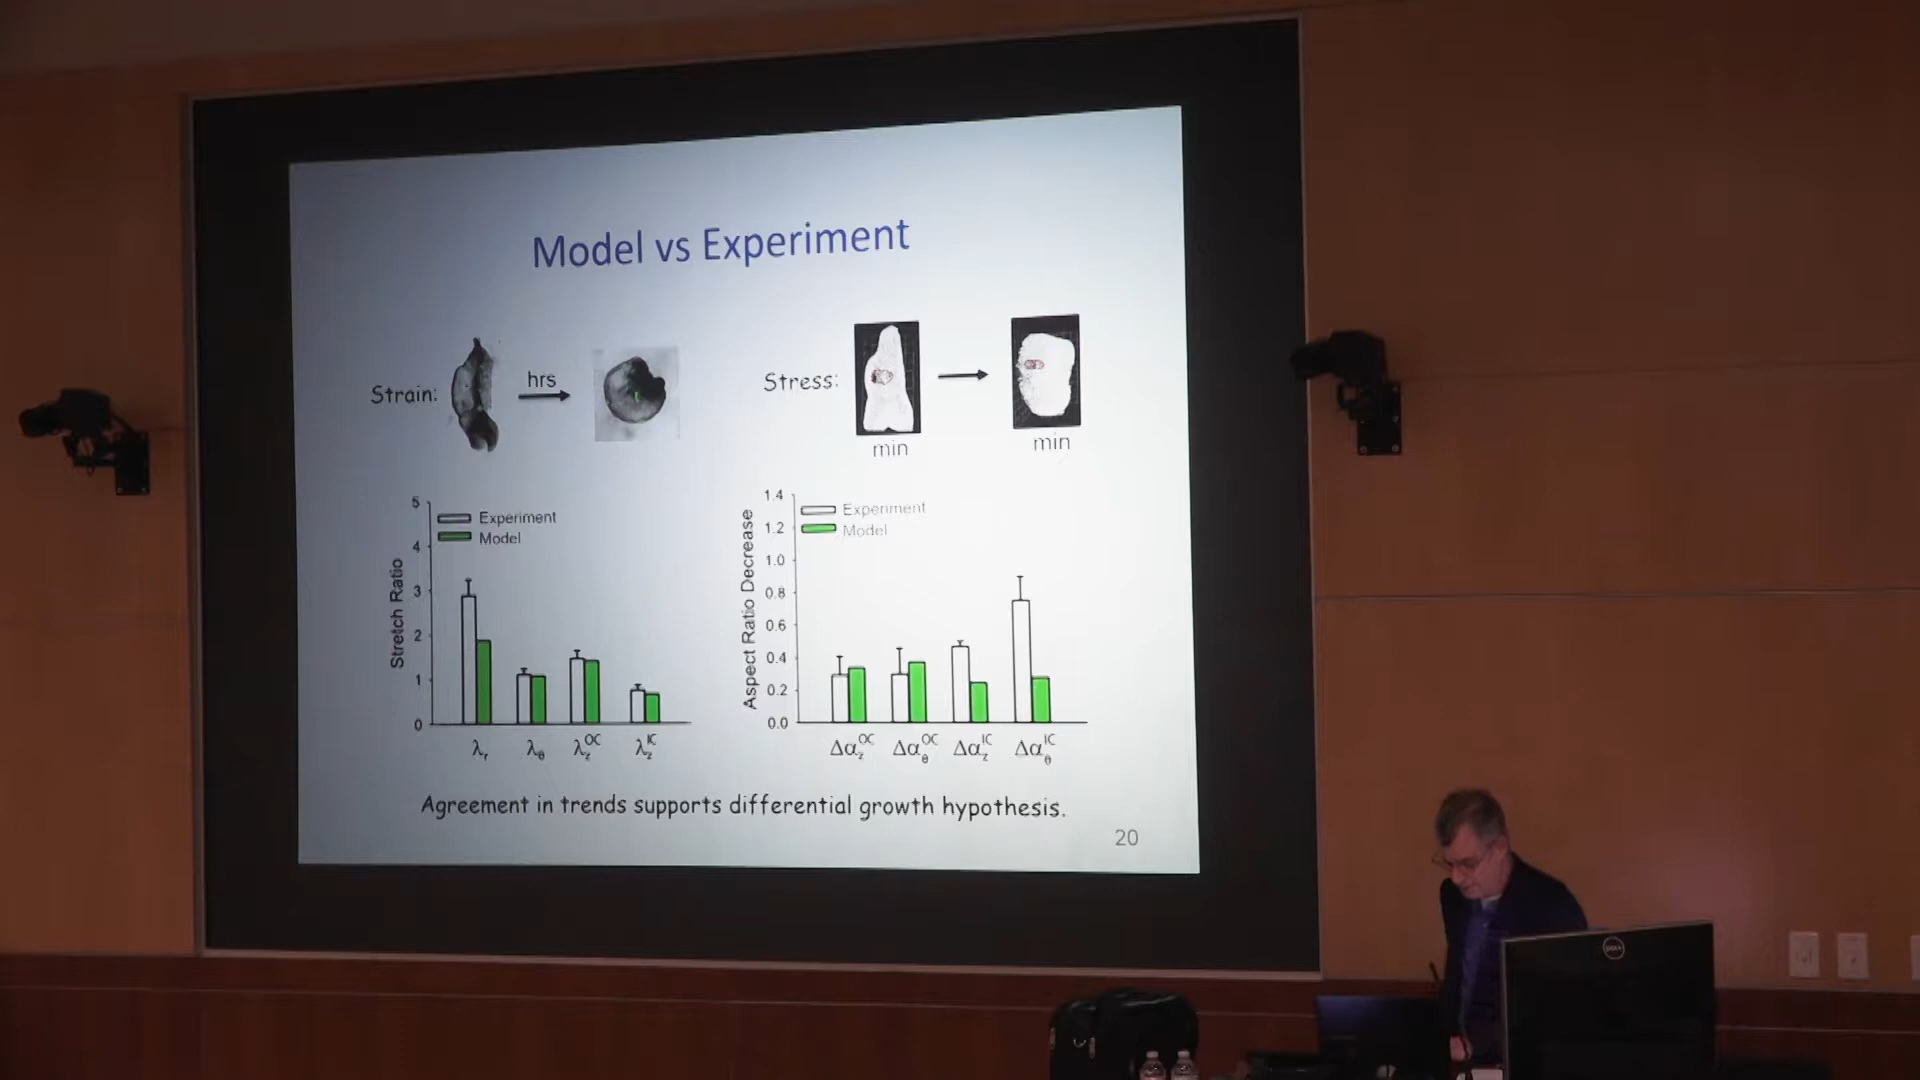 Model vs Experiment
Strain:
hrs
Stress:
min
min
5
4
3
2
1
0
Stretch Ratio
Experiment
Model
λr
λθ
λzOC
λzIC
1.4
1.2
1.0
0.8
0.6
0.4
0.2
0.0
Aspect Ratio Decrease
Experiment
Model
ΔαzOC
ΔαθOC
ΔαzIC
ΔαθIC
Agreement in trends supports differential growth hypothesis.
20
DELL